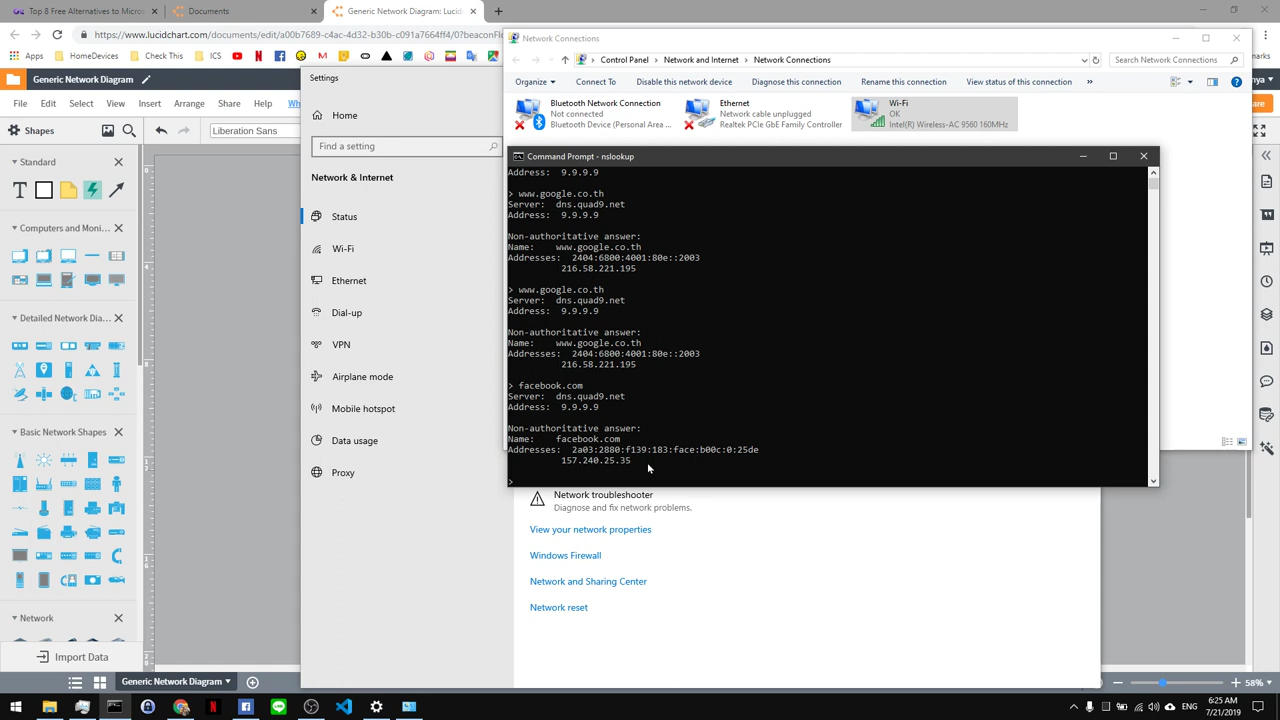 Top 8 Free Alternatives to Micros
Documents
Generic Network Diagram: Lucid
https://www.lucidchart.com/documents/edit/a00b7689-c4ac-4d32-b30b-c091a7664ff4/0?beaconFl
Apps
HomeDevices
Check This
ICS
Generic Network Diagram
File
Edit
Select
View
Insert
Arrange
Share
Help
Shapes
Liberation Sans
Standard
Computers and Moni...
Detailed Network Dia...
Basic Network Shapes
Network
Import Data
Generic Network Diagram
58%
Settings
Home
Find a setting
Network & Internet
Status
Wi-Fi
Ethernet
Dial-up
VPN
Airplane mode
Mobile hotspot
Data usage
Proxy
Network Connections
Control Panel
Network and Internet
Network Connections
Search Network Connections
Organize
Connect To
Disable this network device
Diagnose this connection
Rename this connection
View status of this connection
»
Bluetooth Network Connection
Not connected
Bluetooth Device (Personal Area ...
Ethernet
Network cable unplugged
Realtek PCIe GbE Family Controller
Wi-Fi
OK
Intel(R) Wireless-AC 9560 160MHz
Command Prompt - nslookup
Address:  9.9.9.9
> www.google.co.th
Server:  dns.quad9.net
Address:  9.9.9.9
Non-authoritative answer:
Name:    www.google.co.th
Addresses:  2404:6800:4001:80e::2003
216.58.221.195
> www.google.co.th
Server:  dns.quad9.net
Address:  9.9.9.9
Non-authoritative answer:
Name:    www.google.co.th
Addresses:  2404:6800:4001:80e::2003
216.58.221.195
> facebook.com
Server:  dns.quad9.net
Address:  9.9.9.9
Non-authoritative answer:
Name:    facebook.com
Addresses:  2a03:2880:f139:183:face:b00c:0:25de
157.240.25.35
>
Network troubleshooter
Diagnose and fix network problems.
View your network properties
Windows Firewall
Network and Sharing Center
Network reset
ENG
6:25 AM
7/21/2019